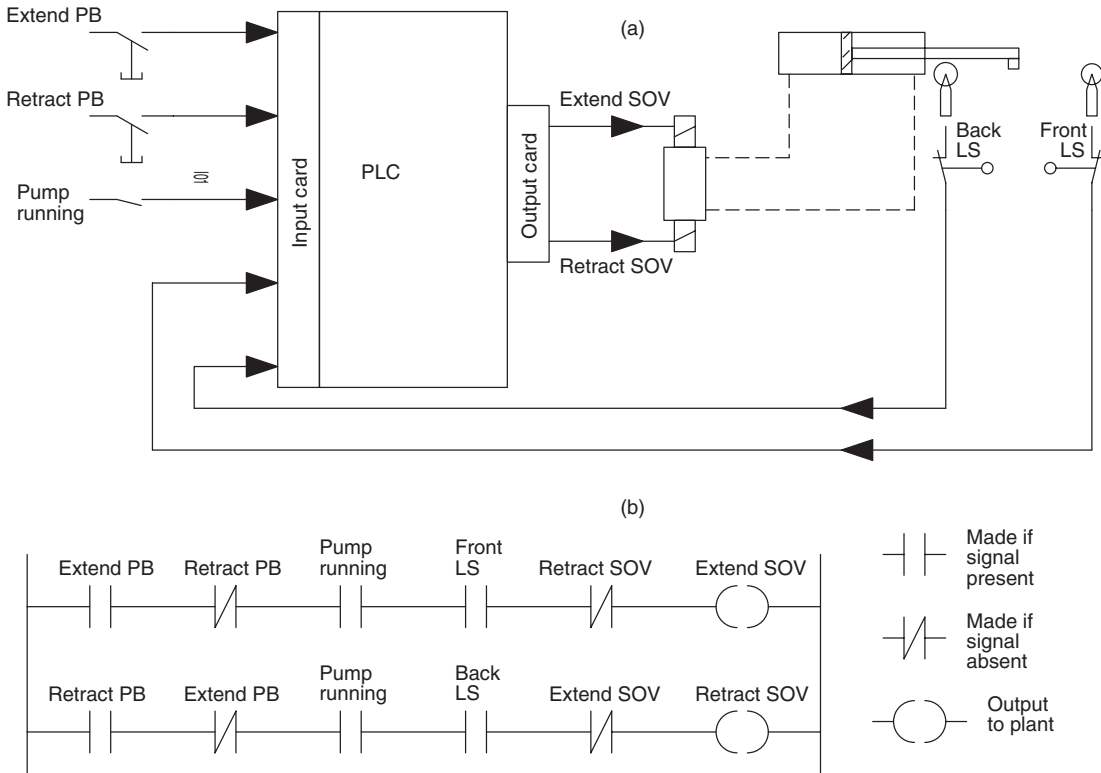 Extend PB
(a)
Retract PB
Extend SOV
Back
LS
Front
LS
Input card
PLC
Output card
Pump
running
Retract SOV
(b)
Extend PB
Retract PB
Pump
running
Front
LS
Retract SOV
Extend SOV
Made if
signal
present
Made if
signal
absent
Retract PB
Extend PB
Pump
running
Back
LS
Extend SOV
Retract SOV
Output
to plant